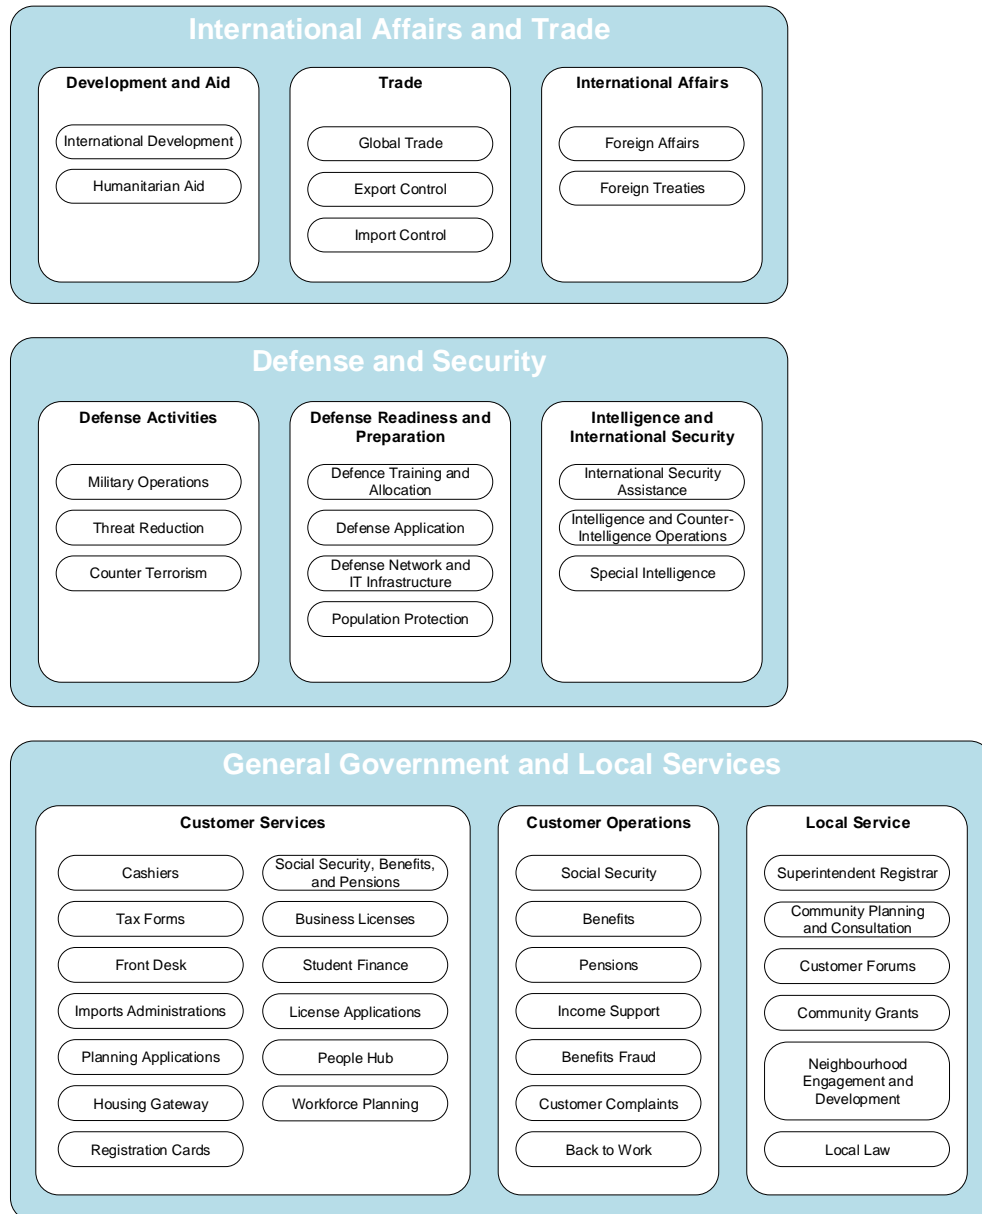 International Affairs and Trade
Development and Aid
International Development
Humanitarian Aid
Trade
Global Trade
Export Control
Import Control
International Affairs
Foreign Affairs
Foreign Treaties
Defense and Security
Defense Activities
Military Operations
Threat Reduction
Counter Terrorism
Defense Readiness and
Preparation
Defence Training and
Allocation
Defense Application
Defense Network and
IT Infrastructure
Population Protection
Intelligence and
International Security
International Security
Assistance
Intelligence and Counter-
Intelligence Operations
Special Intelligence
General Government and Local Services
Customer Services
Cashiers
Tax Forms
Front Desk
Imports Administrations
Planning Applications
Housing Gateway
Registration Cards
Social Security, Benefits,
and Pensions
Business Licenses
Student Finance
License Applications
People Hub
Workforce Planning
Customer Operations
Social Security
Benefits
Pensions
Income Support
Benefits Fraud
Customer Complaints
Back to Work
Local Service
Superintendent Registrar
Community Planning
and Consultation
Customer Forums
Community Grants
Neighbourhood
Engagement and
Development
Local Law